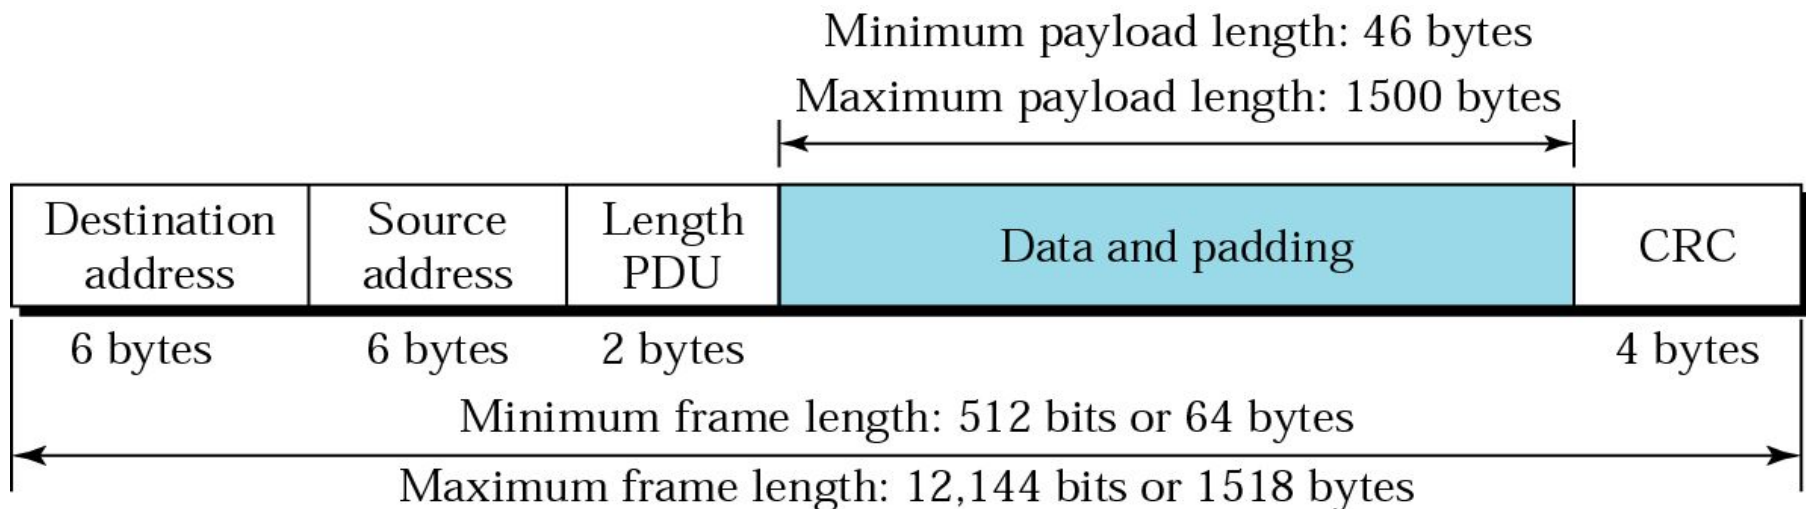 Minimum payload length: 46 bytes
Maximum payload length: 1500 bytes
Destination address
Source address
Length PDU
Data and padding
CRC
6 bytes
6 bytes
2 bytes
4 bytes
Minimum frame length: 512 bits or 64 bytes
Maximum frame length: 12,144 bits or 1518 bytes